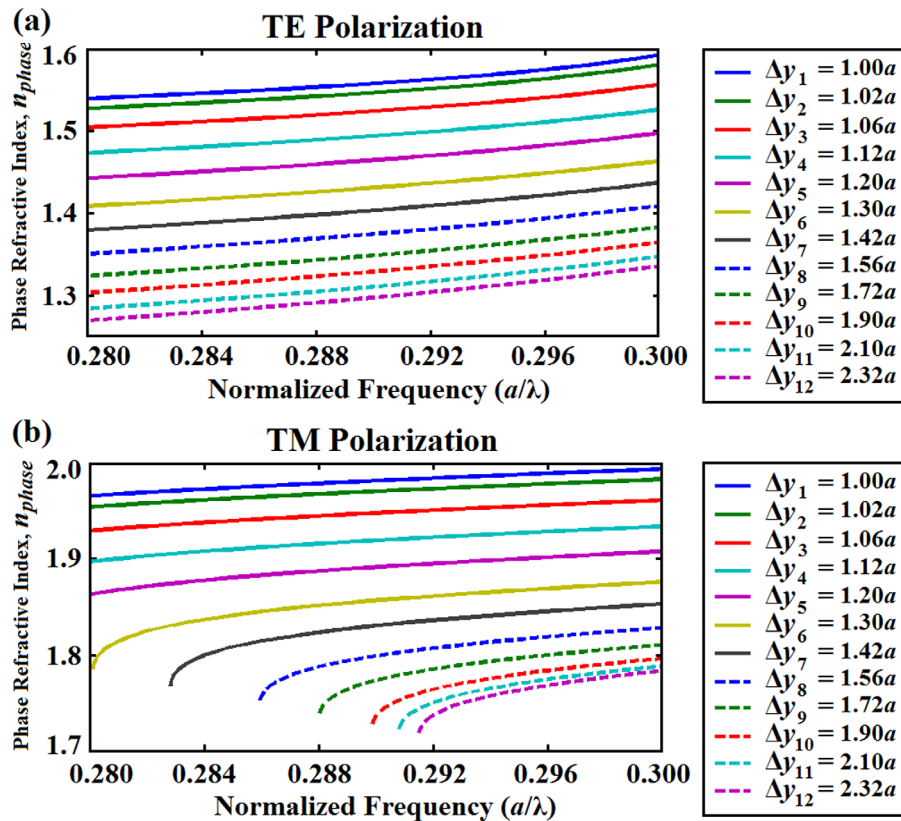 (a)
TE Polarization
Phase Refractive Index, n_phase
1.6
1.5
1.4
1.3
0.280 0.284 0.288 0.292 0.296 0.300
Normalized Frequency (a/λ)
Δy₁ = 1.00a
Δy₂ = 1.02a
Δy₃ = 1.06a
Δy₄ = 1.12a
Δy₅ = 1.20a
Δy₆ = 1.30a
Δy₇ = 1.42a
Δy₈ = 1.56a
Δy₉ = 1.72a
Δy₁₀ = 1.90a
Δy₁₁ = 2.10a
Δy₁₂ = 2.32a
(b)
TM Polarization
Phase Refractive Index, n_phase
2.0
1.9
1.8
1.7
0.280 0.284 0.288 0.292 0.296 0.300
Normalized Frequency (a/λ)
Δy₁ = 1.00a
Δy₂ = 1.02a
Δy₃ = 1.06a
Δy₄ = 1.12a
Δy₅ = 1.20a
Δy₆ = 1.30a
Δy₇ = 1.42a
Δy₈ = 1.56a
Δy₉ = 1.72a
Δy₁₀ = 1.90a
Δy₁₁ = 2.10a
Δy₁₂ = 2.32a